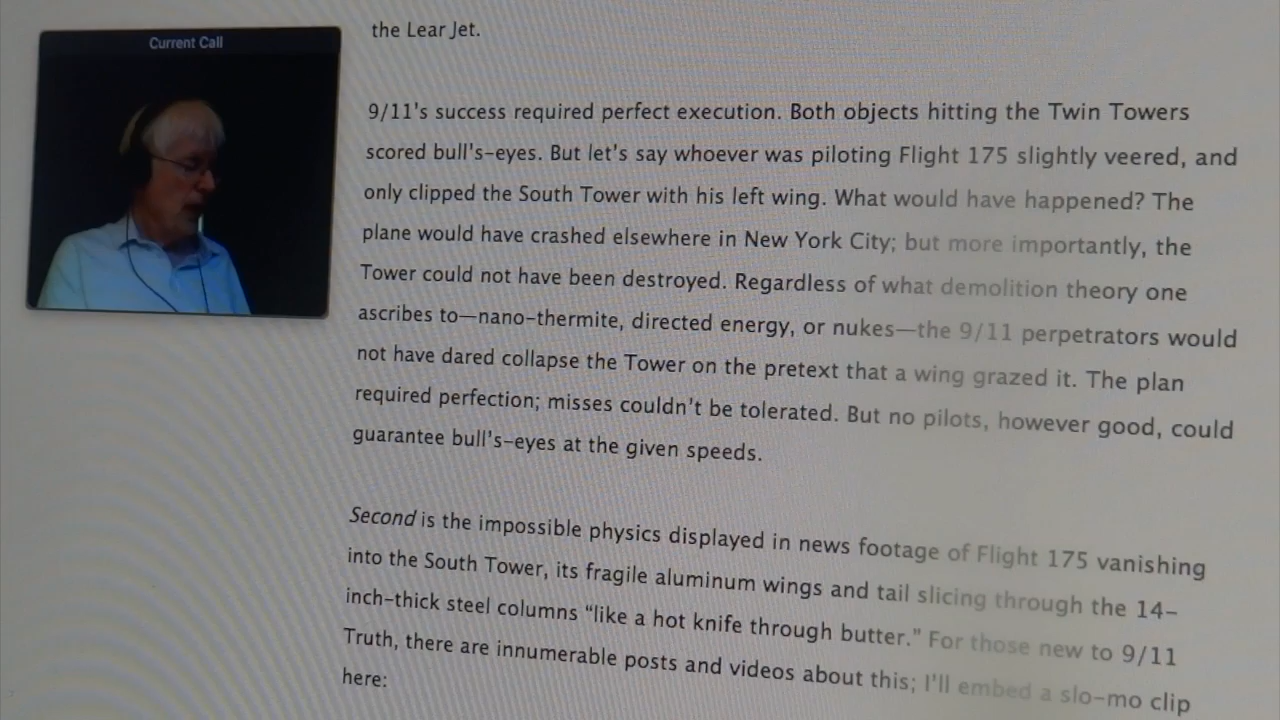 Current Call
the Lear Jet.
9/11's success required perfect execution. Both objects hitting the Twin Towers
scored bull's-eyes. But let's say whoever was piloting Flight 175 slightly veered, and
only clipped the South Tower with his left wing. What would have happened? The
plane would have crashed elsewhere in New York City; but more importantly, the
Tower could not have been destroyed. Regardless of what demolition theory one
ascribes to—nano-thermite, directed energy, or nukes—the 9/11 perpetrators would
not have dared collapse the Tower on the pretext that a wing grazed it. The plan
required perfection; misses couldn't be tolerated. But no pilots, however good, could
guarantee bull's-eyes at the given speeds.
Second is the impossible physics displayed in news footage of Flight 175 vanishing
into the South Tower, its fragile aluminum wings and tail slicing through the 14-
inch-thick steel columns “like a hot knife through butter.” For those new to 9/11
Truth, there are innumerable posts and videos about this; I'll embed a slo-mo clip
here: